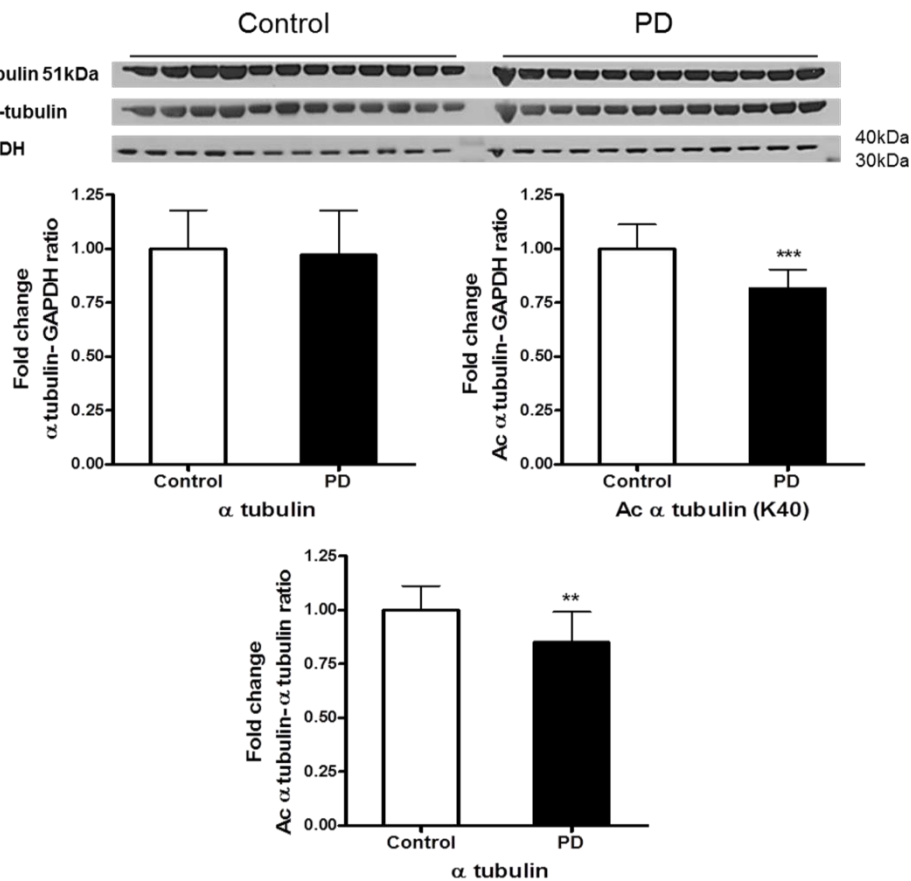 Control PD
bulin 51kDa
-tubulin
DH
40kDa
30kDa
Fold change
α tubulin- GAPDH ratio
1.25
1.00
0.75
0.50
0.25
0.00
Control PD
α tubulin
Fold change
Ac α tubulin- GAPDH ratio
1.25
1.00
0.75
0.50
0.25
0.00
***
Control PD
Ac α tubulin (K40)
Fold change
Ac α tubulin-α tubulin ratio
1.25
1.00
0.75
0.50
0.25
0.00
**
Control PD
α tubulin